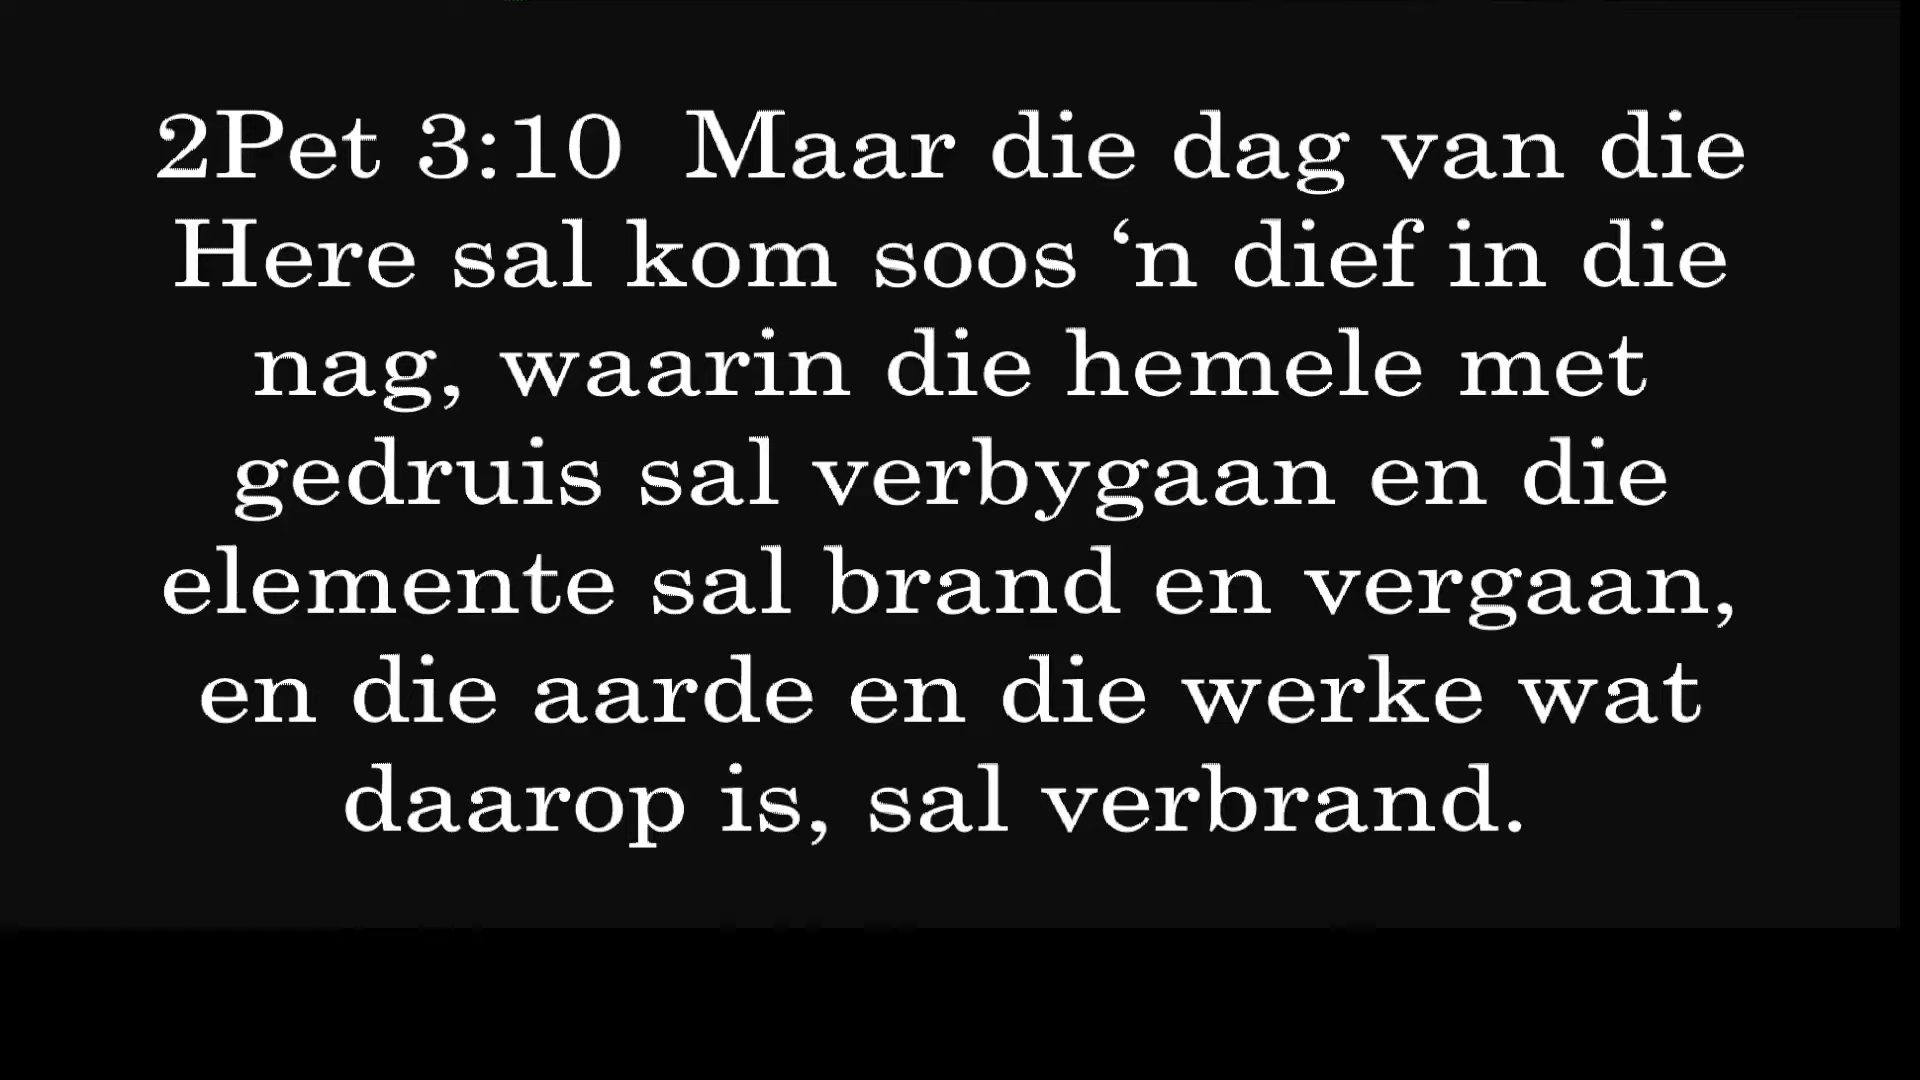 2Pet 3:10  Maar die dag van die
Here sal kom soos ‘n dief in die
nag, waarin die hemele met
gedruis sal verbygaan en die
elemente sal brand en vergaan,
en die aarde en die werke wat
daarop is, sal verbrand.